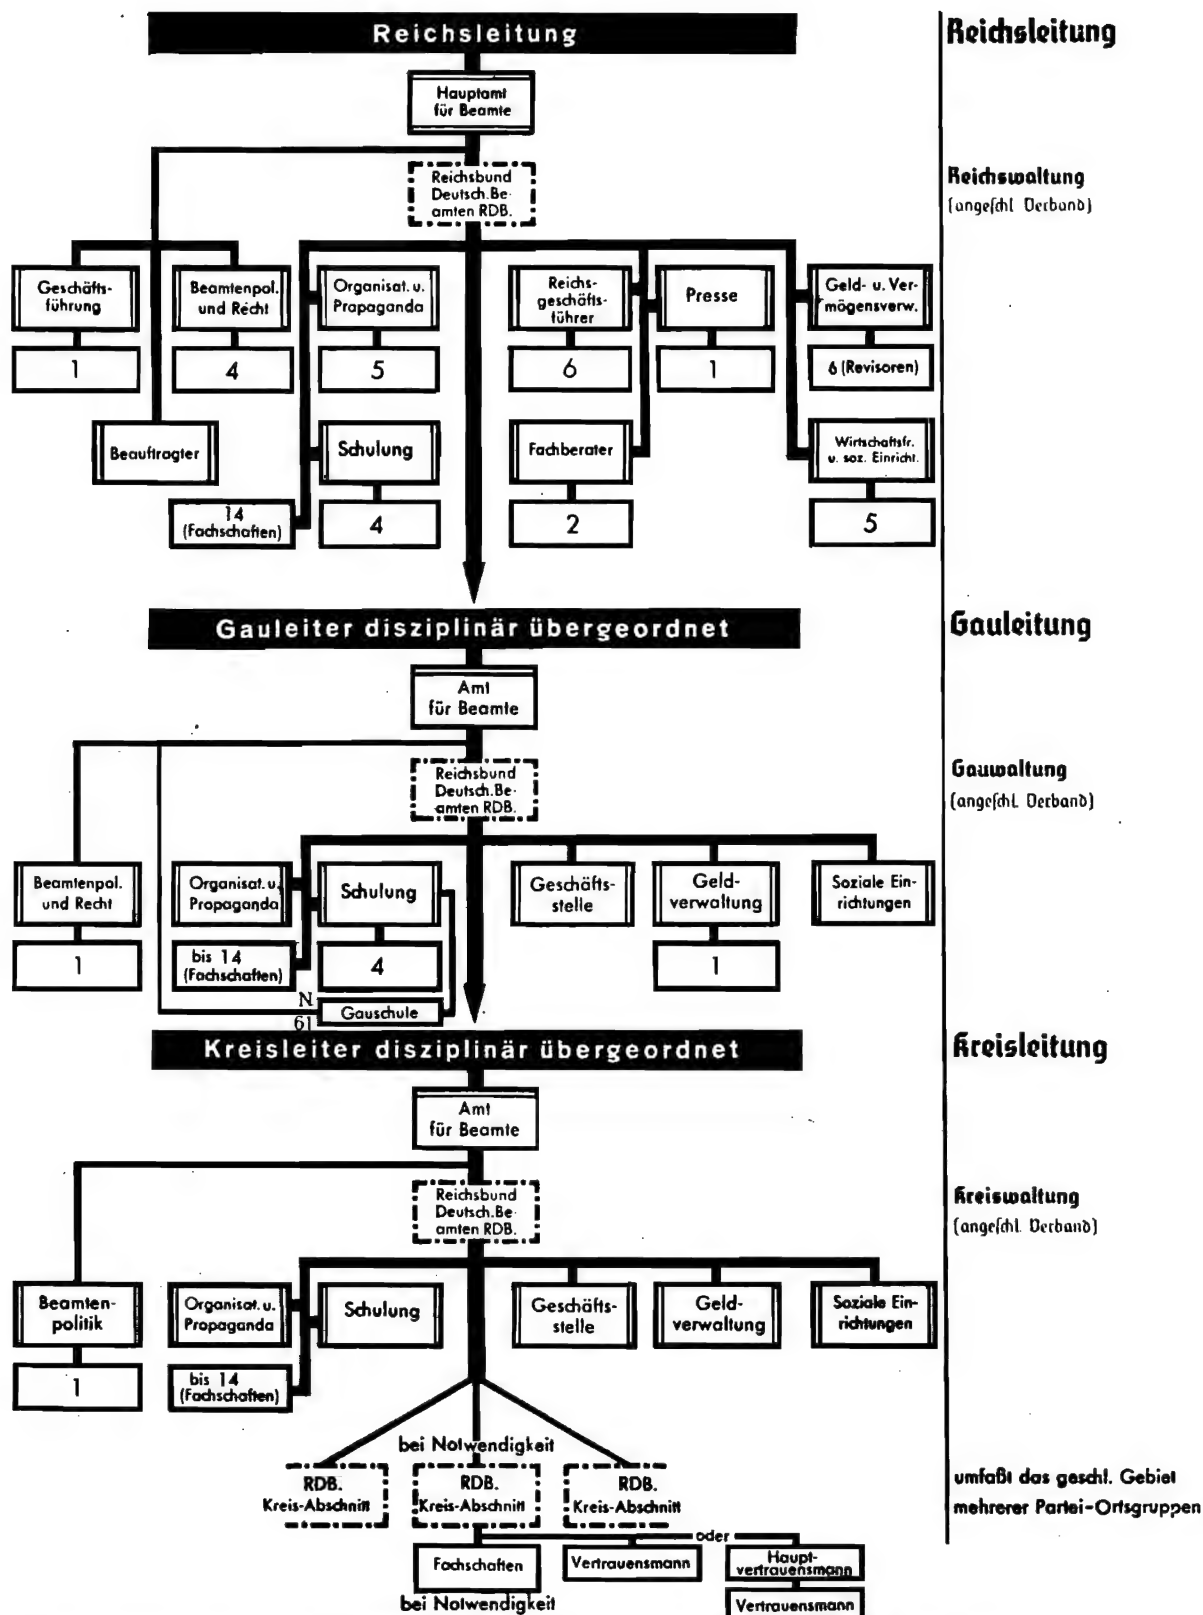 Reichsleitung
Reichsleitung
Hauptamt
für Beamte
Reichsbund
Deutsch.Be-
amten RDB.
Reichswaltung
(angeschl. Verband)
Geschäfts-
führung
1
Beamtenpol.
und Recht
4
Organisat. u.
Propaganda
5
Reichs-
geschäfts-
führer
6
Presse
1
Geld- u. Ver-
mögensverw.
6 (Revisoren)
Beauftragter
14
(Fachschaften)
Schulung
4
Fachberater
2
Wirtschaftsfr.
u. soz. Einricht.
5
Gauleiter disziplinär übergeordnet
Gauleitung
Amt
für Beamte
Reichsbund
Deutsch.Be-
amten RDB.
Gauwaltung
(angeschl. Verband)
Beamtenpol.
und Recht
1
Organisat. u.
Propaganda
bis 14
(Fachschaften)
Schulung
4
Geschäfts-
stelle
Geld-
verwaltung
1
Soziale Ein-
richtungen
N
61
Gauschule
Kreisleiter disziplinär übergeordnet
Kreisleitung
Amt
für Beamte
Reichsbund
Deutsch.Be-
amten RDB.
Kreiswaltung
(angeschl. Verband)
Beamten-
politik
1
Organisat. u.
Propaganda
bis 14
(Fachschaften)
Schulung
Geschäfts-
stelle
Geld-
verwaltung
Soziale Ein-
richtungen
bei Notwendigkeit
RDB.
Kreis-Abschnitt
RDB.
Kreis-Abschnitt
RDB.
Kreis-Abschnitt
umfaßt das geschl. Gebiet
mehrerer Partei-Ortsgruppen
oder
Fachschaften
Vertrauensmann
Haupt-
vertrauensmann
bei Notwendigkeit
Vertrauensmann